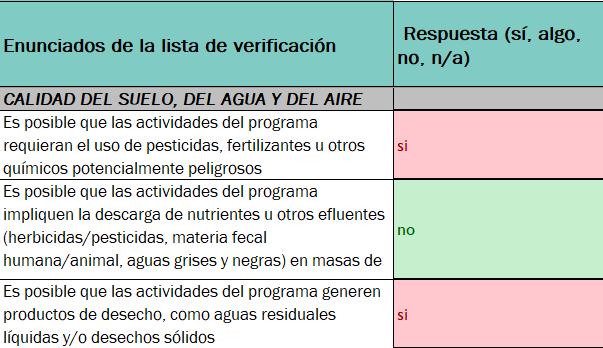 Enunciados de la lista de verificación
Respuesta (sí, algo,
no, n/a)
CALIDAD DEL SUELO, DEL AGUA Y DEL AIRE
Es posible que las actividades del programa
requieran el uso de pesticidas, fertilizantes u otros
químicos potencialmente peligrosos
si
Es posible que las actividades del programa
impliquen la descarga de nutrientes u otros efluentes
(herbicidas/pesticidas, materia fecal
humana/animal, aguas grises y negras) en masas de
no
Es posible que las actividades del programa generen
productos de desecho, como aguas residuales
líquidas y/o desechos sólidos
si